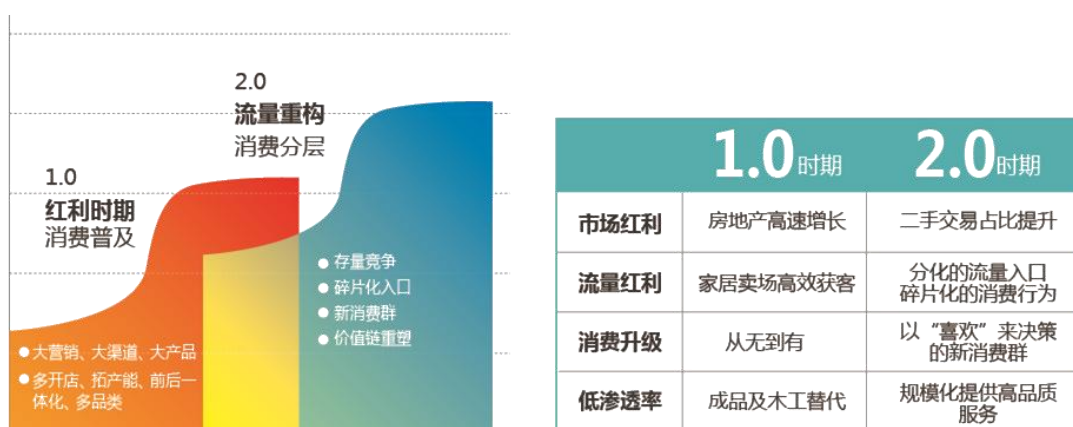 2.0
流量重构
消费分层
1.0
红利时期
消费普及
● 存量竞争
● 碎片化入口
● 新消费群
● 价值链重塑
● 大营销、大渠道、大产品
● 多开店、拓产能、前后一
体化、多品类
1.0时期 2.0时期
市场红利 房地产高速增长 二手交易占比提升
流量红利 家居卖场高效获客 分化的流量入口
碎片化的消费行为
消费升级 从无到有 以“喜欢”来决策
的新消费群
低渗透率 成品及木工替代 规模化提供高品质
服务